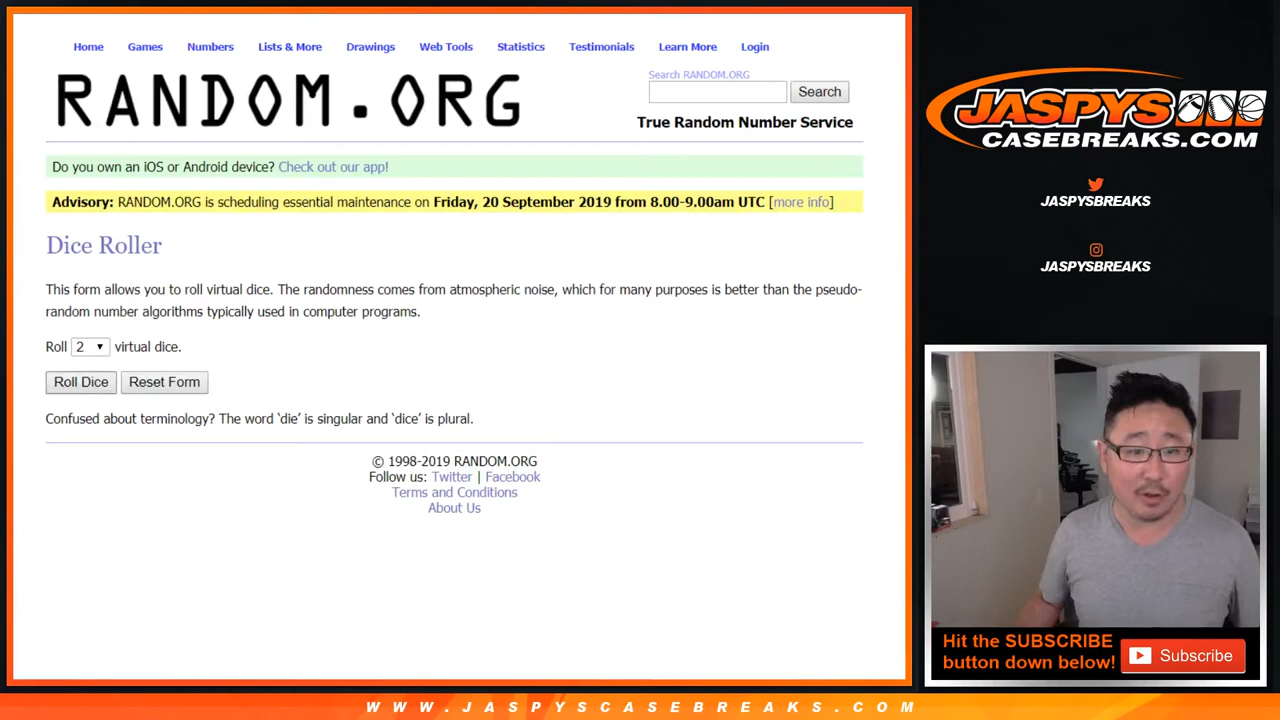 Home Games Numbers Lists & More Drawings Web Tools Statistics Testimonials Learn More Login
RANDOM.ORG
Search RANDOM.ORG
Search
True Random Number Service
Do you own an iOS or Android device? Check out our app!
Advisory: RANDOM.ORG is scheduling essential maintenance on Friday, 20 September 2019 from 8.00-9.00am UTC [more info]
Dice Roller
This form allows you to roll virtual dice. The randomness comes from atmospheric noise, which for many purposes is better than the pseudo-
random number algorithms typically used in computer programs.
Roll 2 virtual dice.
Roll Dice Reset Form
Confused about terminology? The word ‘die’ is singular and ‘dice’ is plural.
© 1998-2019 RANDOM.ORG
Follow us: Twitter | Facebook
Terms and Conditions
About Us
JASPYS
CASEBREAKS.COM
JASPYSBREAKS
JASPYSBREAKS
Hit the SUBSCRIBE
button down below!
Subscribe
WWW.JASPYSCASEBREAKS.COM